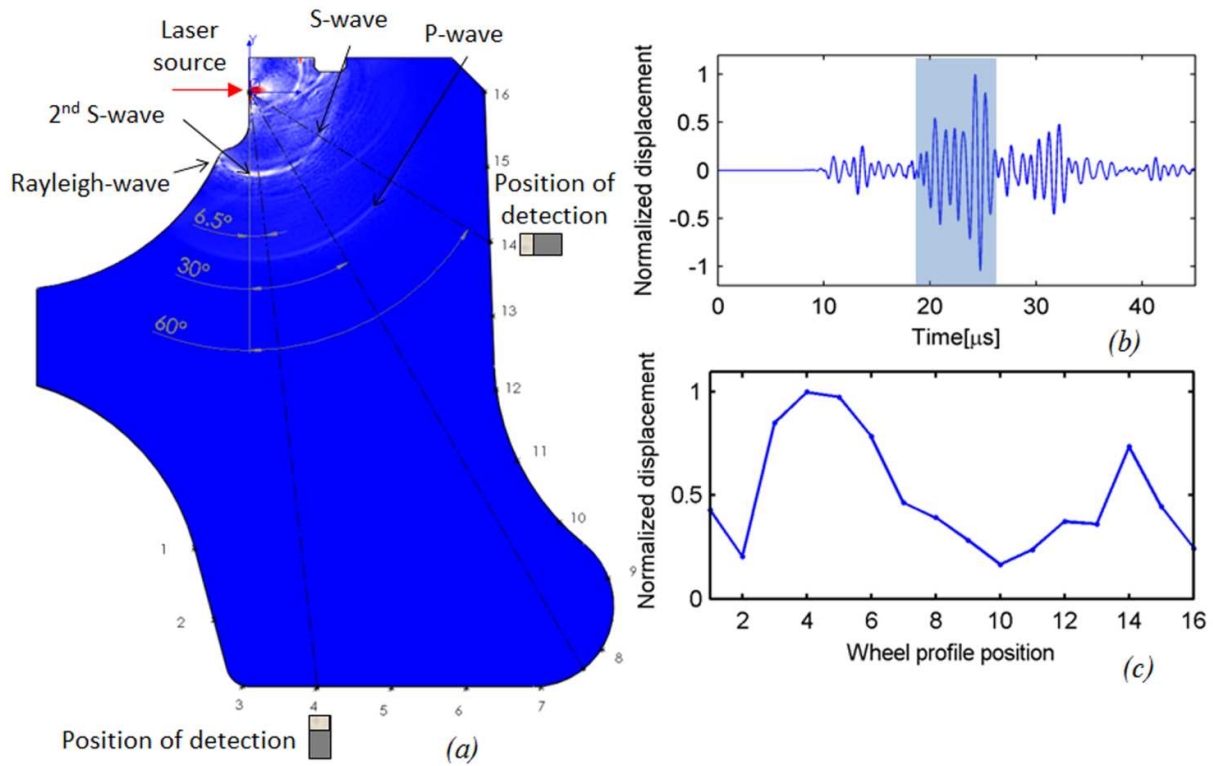 Laser
source
S-wave
P-wave
Y
2nd S-wave
Rayleigh-wave
16
15
Position of
detection
14
13
12
11
10
9
8
7
6
5
4
3
2
1
6.5°
30°
60°
Position of detection
(a)
Normalized displacement
1
0.5
0
-0.5
-1
0 10 20 30 40
Time[μs]
(b)
Normalized displacement
1
0.5
0
2 4 6 8 10 12 14 16
Wheel profile position
(c)